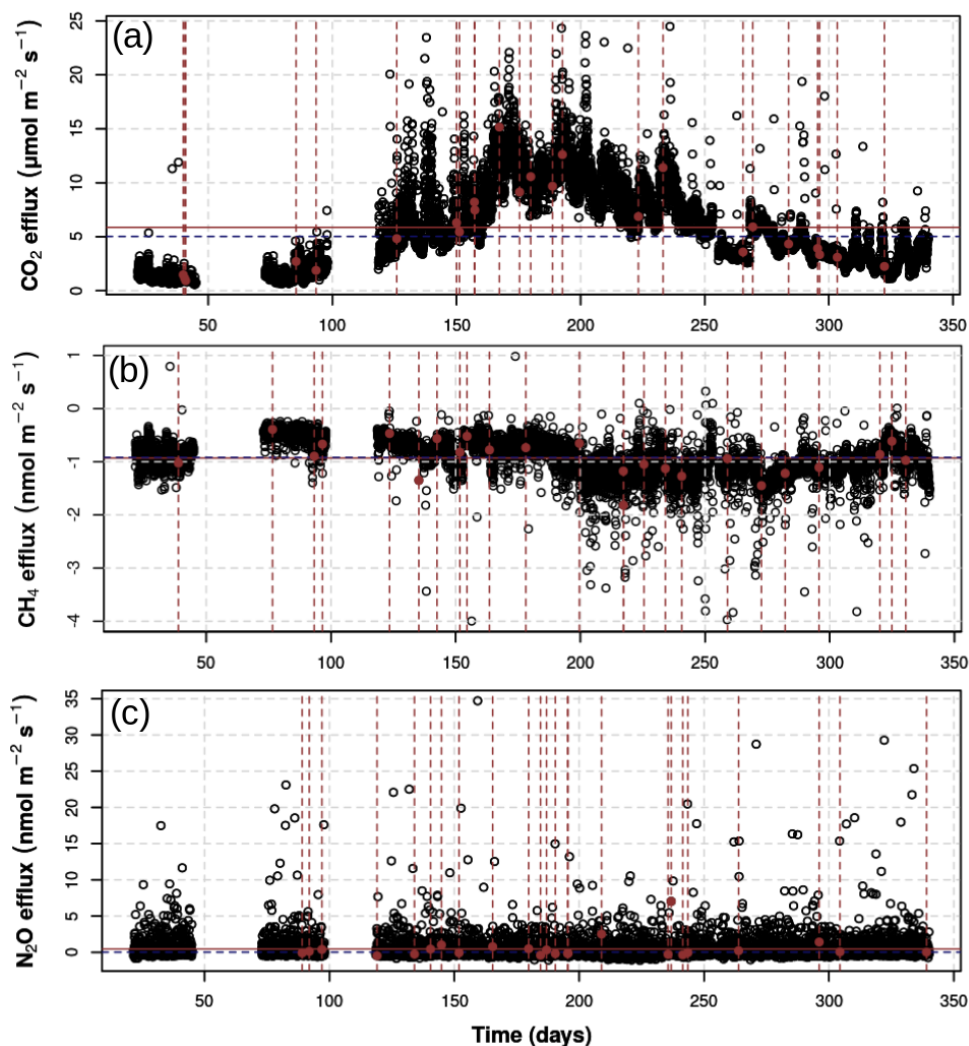 (a)
CO₂ efflux (µmol m⁻² s⁻¹)
25
20
15
10
5
0
50 100 150 200 250 300 350
(b)
CH₄ efflux (nmol m⁻² s⁻¹)
1
0
-1
-2
-3
-4
50 100 150 200 250 300 350
(c)
N₂O efflux (nmol m⁻² s⁻¹)
35
30
25
20
15
10
5
0
50 100 150 200 250 300 350
Time (days)